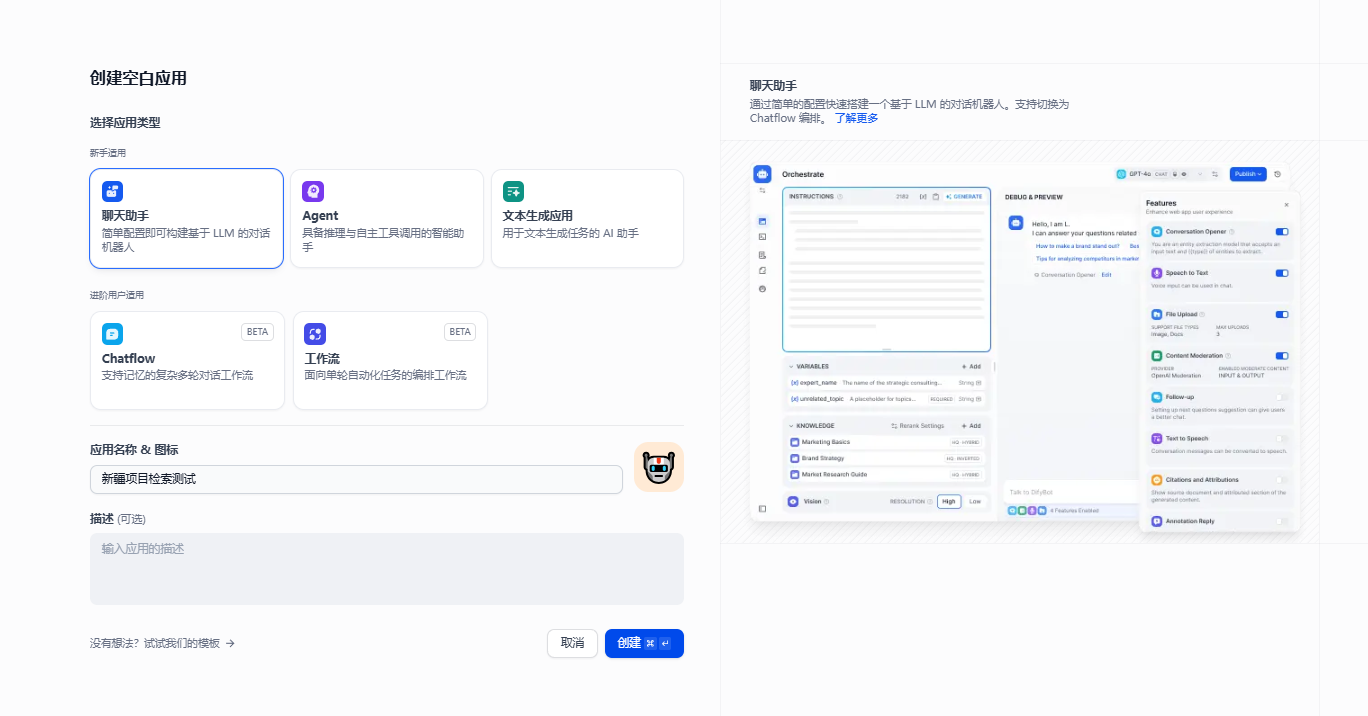 创建空白应用
选择应用类型
新手适用
聊天助手
简单配置即可构建基于 LLM 的对话
机器人
Agent
具备推理与自主工具调用的智能助
手
文本生成应用
用于文本生成任务的 AI 助手
进阶用户适用
BETA
Chatflow
支持记忆的复杂多轮对话工作流
BETA
工作流
面向单轮自动化任务的编排工作流
应用名称 & 图标
新疆项目检索测试
描述 (可选)
输入应用的描述
没有想法？试试我们的模板 →
取消
创建 ⌘ ↵
聊天助手
通过简单的配置快速搭建一个基于 LLM 的对话机器人。支持切换为
Chatflow 编排。 了解更多
Orchestrate
GPT-4o CHAT
Publish
INSTRUCTIONS
2182
GENERATE
VARIABLES
+ Add
{x} expert_name The name of the strategic consulting...
String
{x} unrelated_topic A placeholder for topics...
REQUIRED String
KNOWLEDGE
Rerank Settings + Add
Marketing Basics
HQ · HYBRID
Brand Strategy
HQ · INVERTED
Market Research Guide
HQ · HYBRID
Vision
RESOLUTION High Low
DEBUG & PREVIEW
Hello, I am L.
I can answer your questions related
How to make a brand stand out?
Tips for analyzing competitors in market
Conversation Opener Edit
Talk to DifyBot
4 Features Enabled
Features
Enhance web app user experience
Conversation Opener
You are an entity extraction model that accepts an
input text and {{type}} of entities to extract.
Speech to Text
Voice input can be used in chat.
File Upload
SUPPORT FILE TYPES
Image, Docs
MAX UPLOADS
3
Content Moderation
PROVIDER
OpenAI Moderation
ENABLED MODERATE CONTENT
INPUT & OUTPUT
Follow-up
Setting up next questions suggestion can give users
a better chat.
Text to Speech
Conversation messages can be converted to speech.
Citations and Attributions
Show source document and attributed section of the
generated content.
Annotation Reply